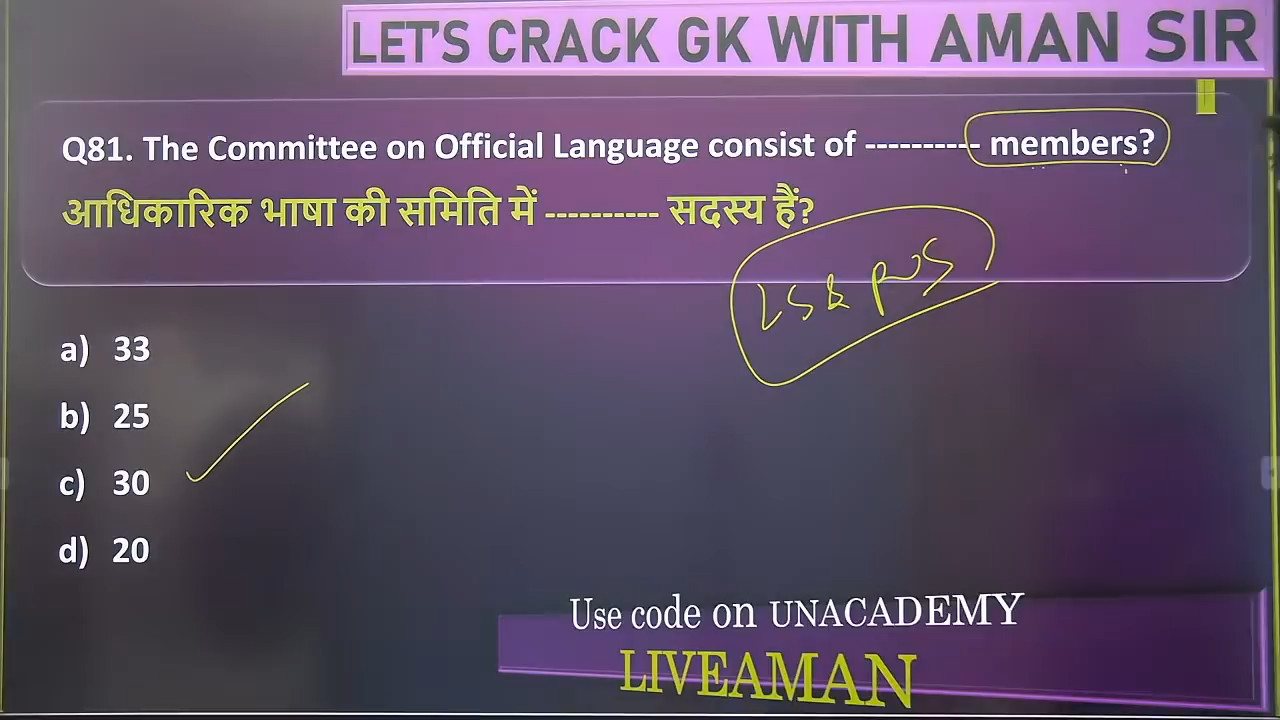 LET'S CRACK GK WITH AMAN SIR
Q81. The Committee on Official Language consist of ---------- members?
आधिकारिक भाषा की समिति में ---------- सदस्य हैं?
LS & RS
a) 33
b) 25
c) 30
d) 20
Use code on UNACADEMY
LIVEAMAN